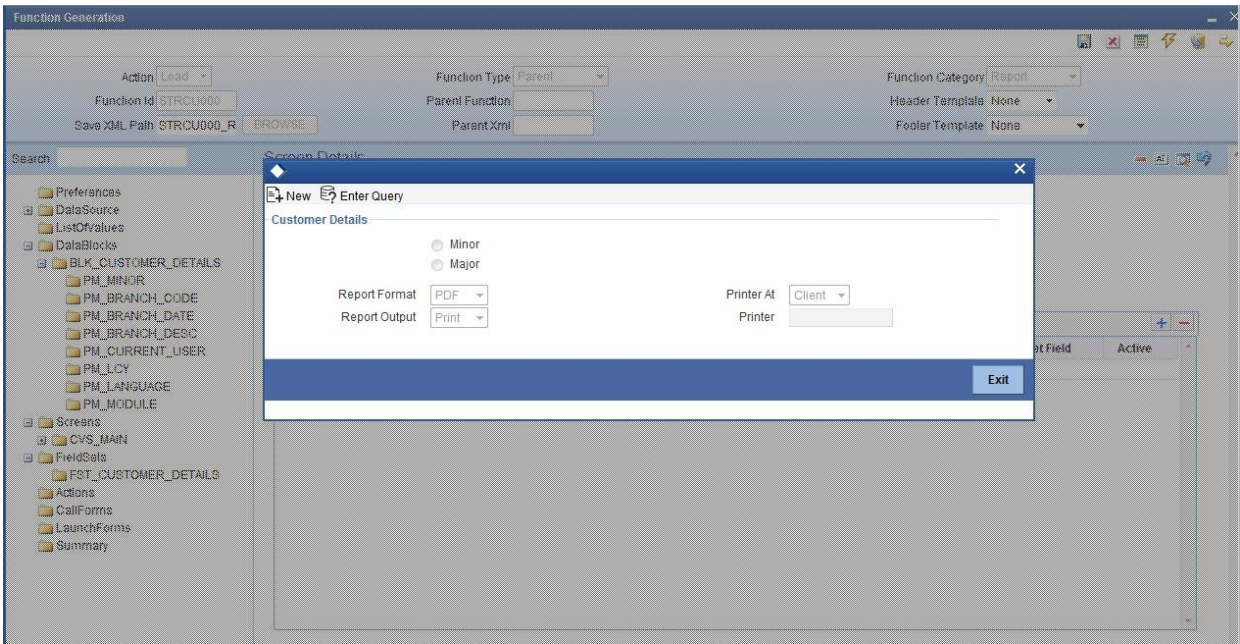 Function Generation
Action Load Function Type Parent Function Category Report
Function Id STRCU000 Parent Function Header Template None
Save XML Path STRCU000_R BROWSE Parent Xml Footer Template None
Search Screen Details
New Enter Query
Customer Details
Minor
Major
Report Format PDF Printer At Client
Report Output Print Printer
Exit
Field Active
Preferences
DataSource
ListOfValues
DataBlocks
BLK_CUSTOMER_DETAILS
PM_MINOR
PM_BRANCH_CODE
PM_BRANCH_DATE
PM_BRANCH_DESC
PM_CURRENT_USER
PM_LCY
PM_LANGUAGE
PM_MODULE
Screens
CVS_MAIN
FieldSets
FST_CUSTOMER_DETAILS
Actions
CallForms
LaunchForms
Summary